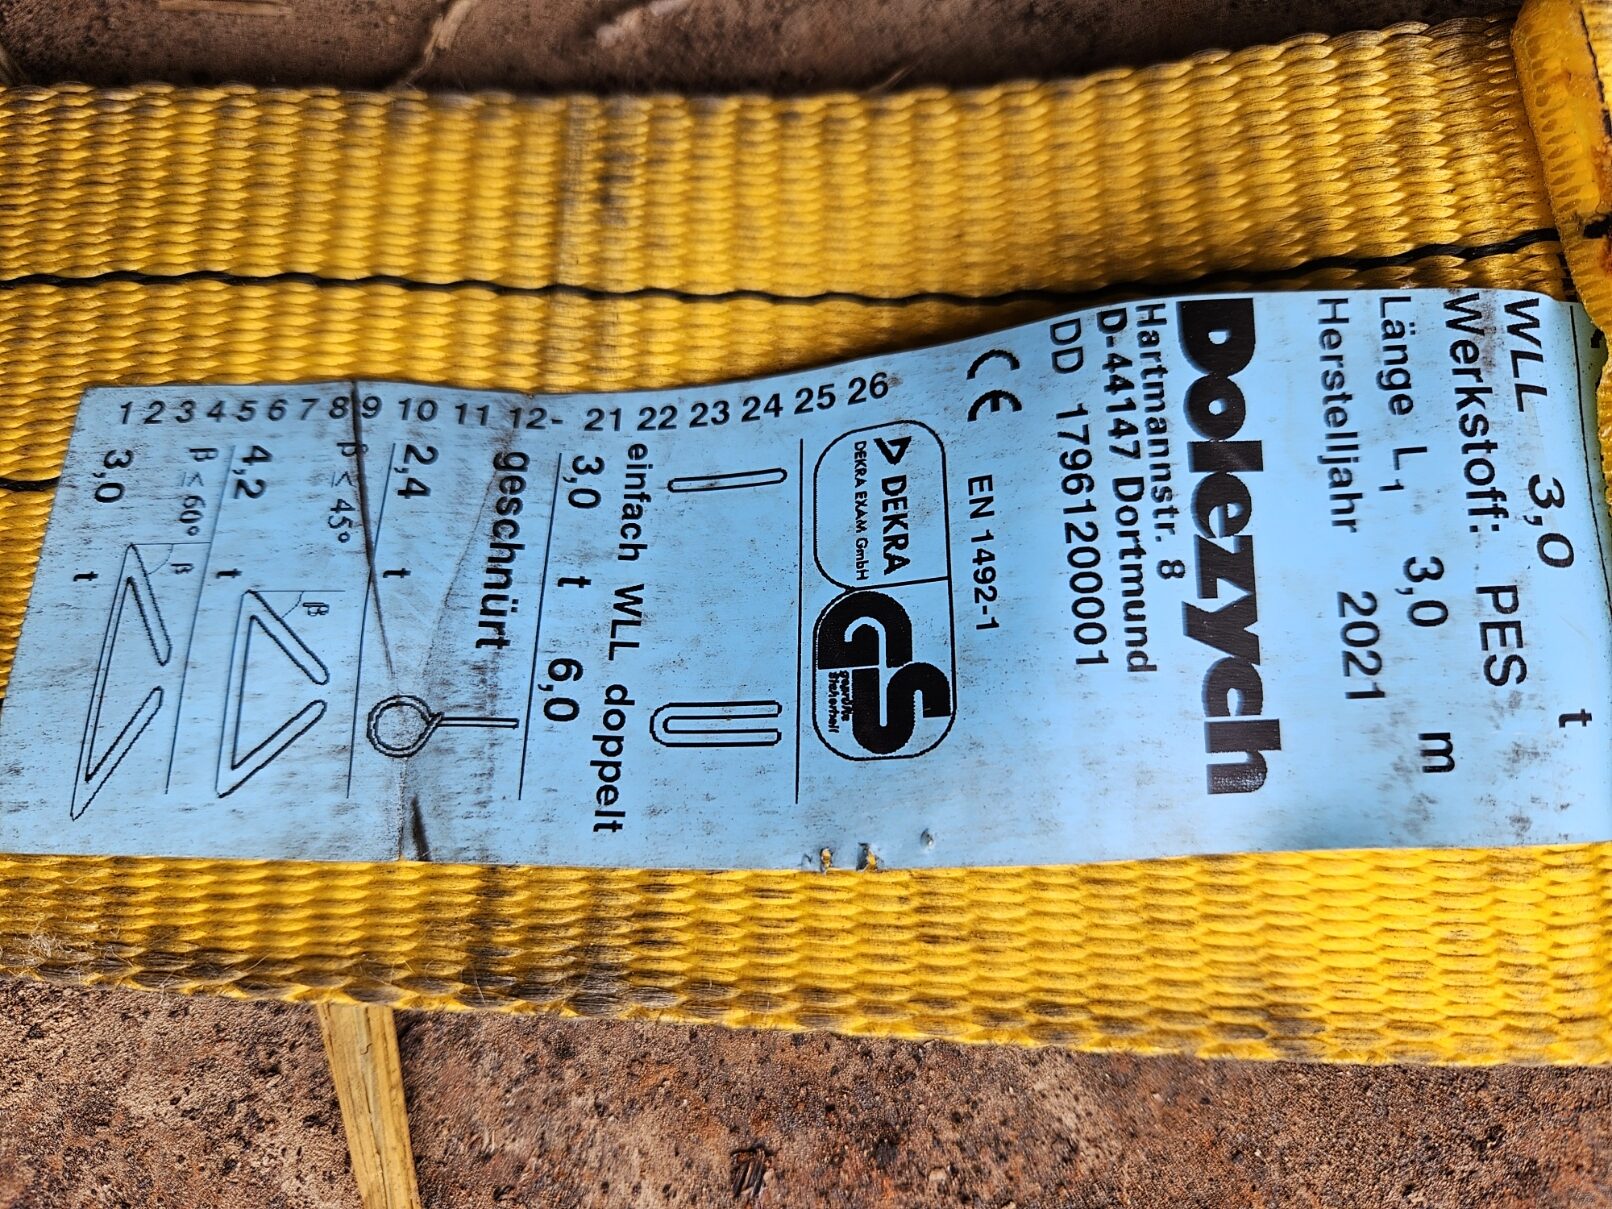 WLL 3,0 t
Werkstoff: PES
Länge L1 3,0 m
Herstelljahr 2021
Dolezych
Hartmannstr. 8
D-44147 Dortmund
DD 1796120001
CE EN 1492-1
DEKRA
DEKRA EXAM GmbH
GS
geprüfte
Sicherheit
einfach WLL doppelt
3,0 t 6,0
geschnürt
2,4 t
β ≤ 45°
β
4,2 t
β ≤ 60°
β
3,0 t
1 2 3 4 5 6 7 8 9 10 11 12- 21 22 23 24 25 26